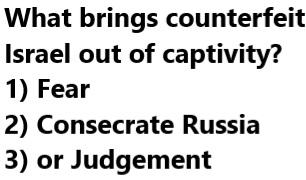 What brings counterfeit
Israel out of captivity?
1) Fear
2) Consecrate Russia
3) or Judgement